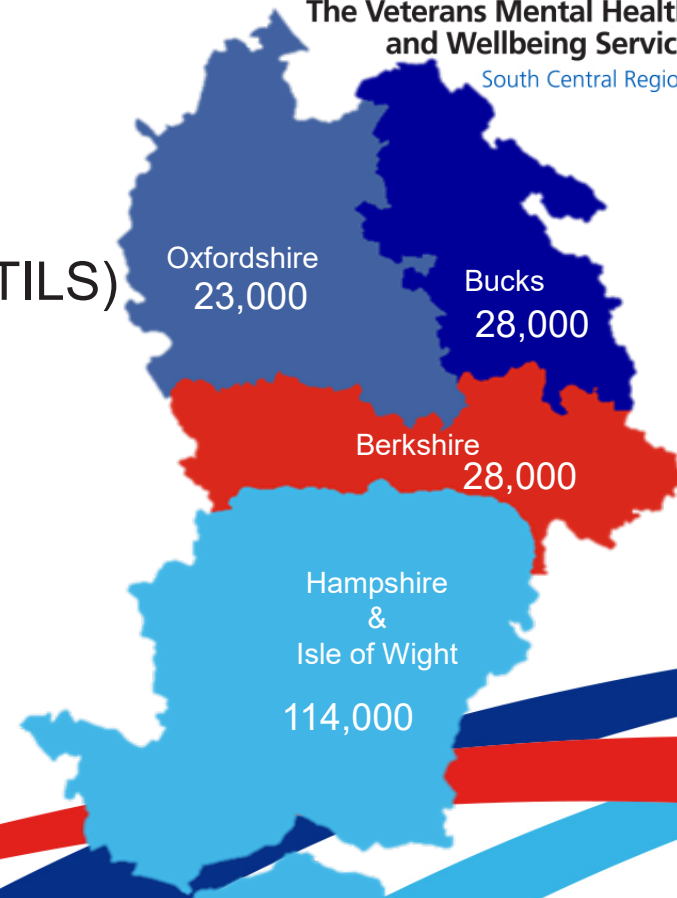 The Veterans Mental Healt
and Wellbeing Servic
South Central Regio
TILS)
Oxfordshire
23,000
Bucks
28,000
Berkshire
28,000
Hampshire
&
Isle of Wight
114,000